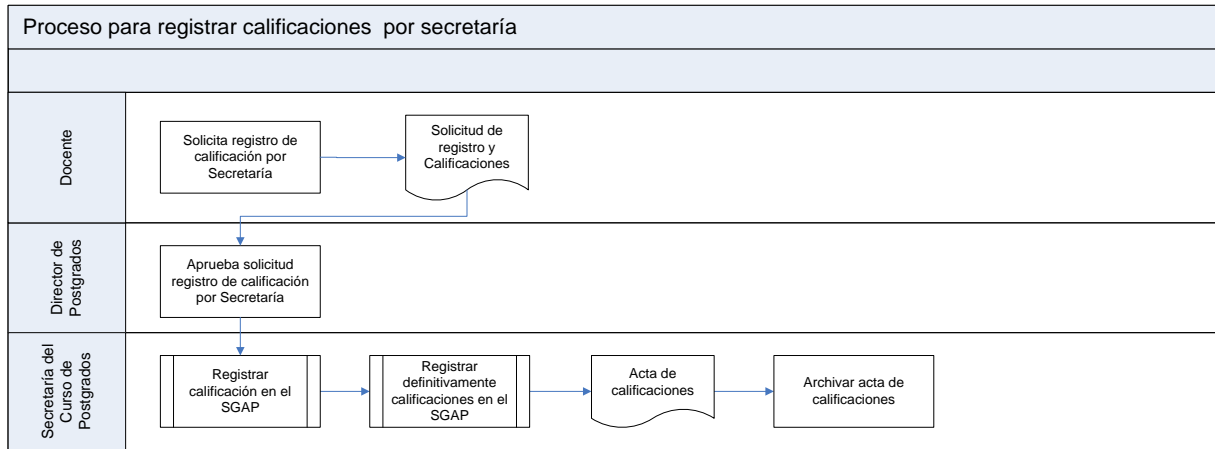 Proceso para registrar calificaciones  por secretaría
Docente
Solicita registro de
calificación por
Secretaría
Solicitud de
registro y
Calificaciones
Director de
Postgrados
Aprueba solicitud
registro de calificación
por Secretaría
Secretaría del
Curso de
Postgrados
Registrar
calificación en el
SGAP
Registrar
definitivamente
calificaciones en el
SGAP
Acta de
calificaciones
Archivar acta de
calificaciones